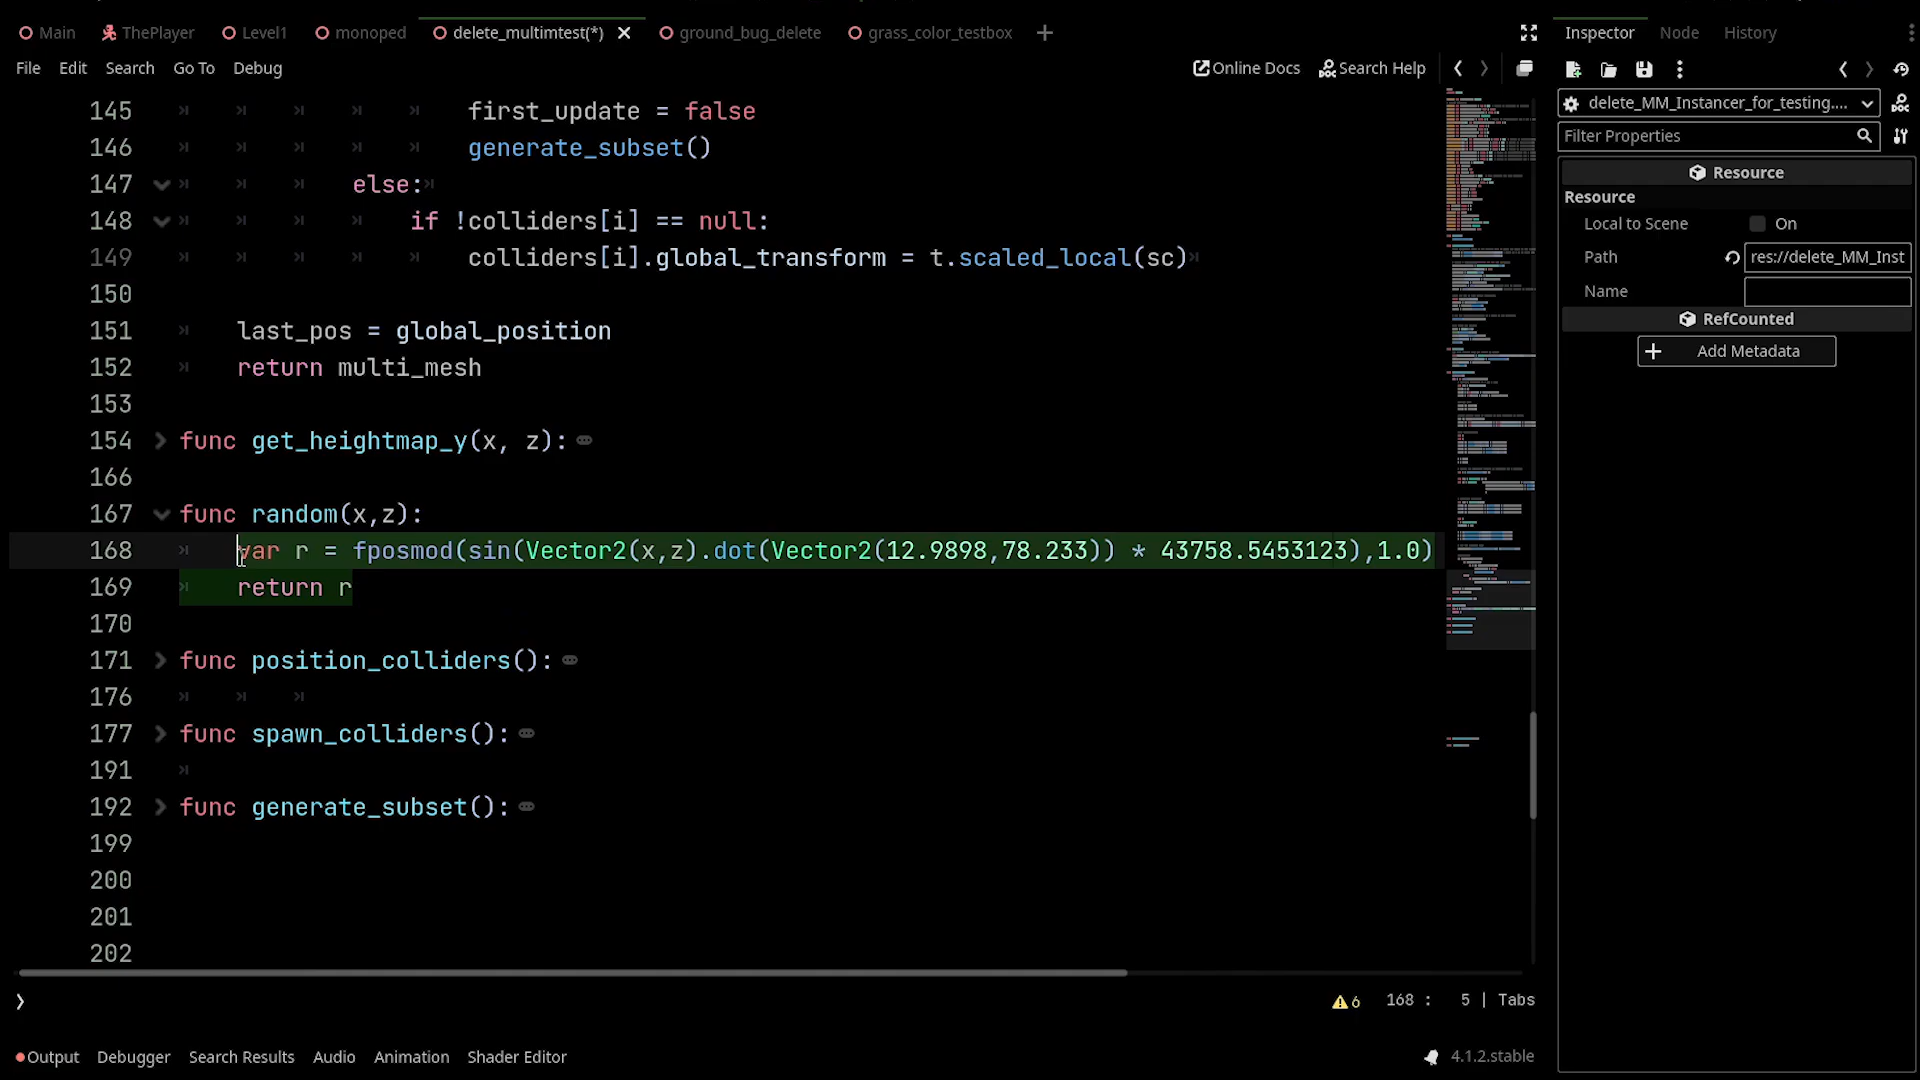 Main ThePlayer Level1 monoped delete_multimtest(*) ground_bug_delete grass_color_testbox
Inspector Node History
File Edit Search Go To Debug Online Docs Search Help
delete_MM_Instancer_for_testing....
Filter Properties
Resource
Resource
Local to Scene On
Path res://delete_MM_Inst
Name
RefCounted
Add Metadata
145 first_update = false
146 generate_subset()
147 else:
148 if !colliders[i] == null:
149 colliders[i].global_transform = t.scaled_local(sc)
150
151 last_pos = global_position
152 return multi_mesh
153
154 func get_heightmap_y(x, z):
166
167 func random(x,z):
168 var r = fposmod(sin(Vector2(x,z).dot(Vector2(12.9898,78.233)) * 43758.5453123),1.0)
169 return r
170
171 func position_colliders():
176
177 func spawn_colliders():
191
192 func generate_subset():
199
200
201
202
6 168 : 5 | Tabs
Output Debugger Search Results Audio Animation Shader Editor 4.1.2.stable